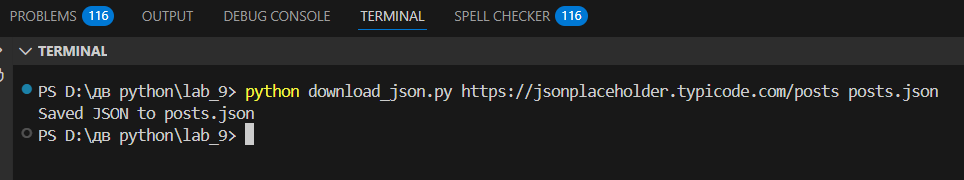 PROBLEMS 116 OUTPUT DEBUG CONSOLE TERMINAL SPELL CHECKER 116
TERMINAL
PS D:\дв python\lab_9> python download_json.py https://jsonplaceholder.typicode.com/posts posts.json
Saved JSON to posts.json
PS D:\дв python\lab_9>